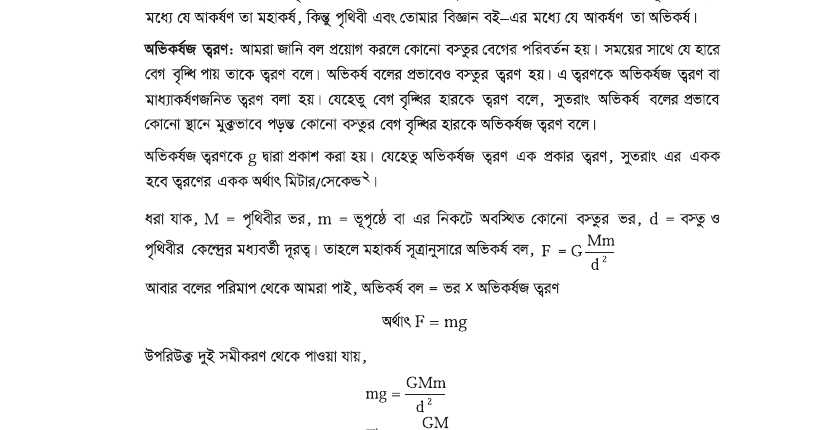 মধ্যে যে আকর্ষণ তা মহাকর্ষ, কিন্তু পৃথিবী এবং তোমার বিজ্ঞান বই–এর মধ্যে যে আকর্ষণ তা অভিকর্ষ।
অভিকর্ষজ ত্বরণ: আমরা জানি বল প্রয়োগ করলে কোনো বস্তুর বেগের পরিবর্তন হয়। সময়ের সাথে যে হারে
বেগ বৃদ্ধি পায় তাকে ত্বরণ বলে। অভিকর্ষ বলের প্রভাবেও বস্তুর ত্বরণ হয়। এ ত্বরণকে অভিকর্ষজ ত্বরণ বা
মাধ্যাকর্ষণজনিত ত্বরণ বলা হয়। যেহেতু বেগ বৃদ্ধির হারকে ত্বরণ বলে, সুতরাং অভিকর্ষ বলের প্রভাবে
কোনো স্থানে মুক্তভাবে পড়ন্ত কোনো বস্তুর বেগ বৃদ্ধির হারকে অভিকর্ষজ ত্বরণ বলে।
অভিকর্ষজ ত্বরণকে g দ্বারা প্রকাশ করা হয়। যেহেতু অভিকর্ষজ ত্বরণ এক প্রকার ত্বরণ, সুতরাং এর একক
হবে ত্বরণের একক অর্থাৎ মিটার/সেকেন্ড²।
ধরা যাক, M = পৃথিবীর ভর, m = ভূপৃষ্ঠে বা এর নিকটে অবস্থিত কোনো বস্তুর ভর, d = বস্তু ও
পৃথিবীর কেন্দ্রের মধ্যবর্তী দূরত্ব। তাহলে মহাকর্ষ সূত্রানুসারে অভিকর্ষ বল, F = G Mm/d²
আবার বলের পরিমাপ থেকে আমরা পাই, অভিকর্ষ বল = ভর × অভিকর্ষজ ত্বরণ
অর্থাৎ F = mg
উপরিউক্ত দুই সমীকরণ থেকে পাওয়া যায়,
mg = GMm/d²
GM